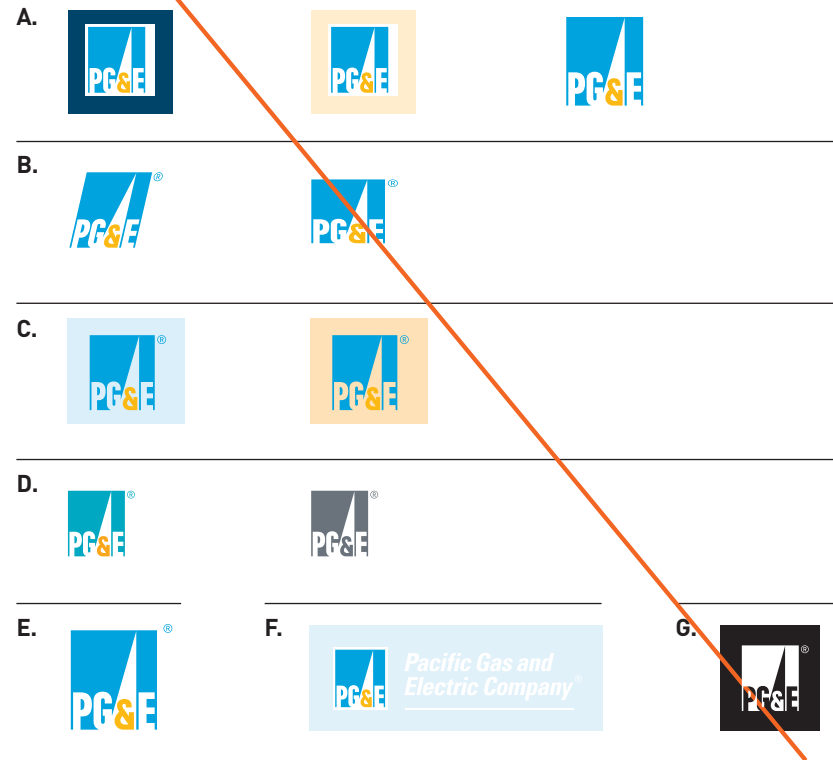 A.
PG&E
PG&E
PG&E
B.
PG&E ®
PG&E ®
C.
PG&E ®
PG&E ®
D.
PG&E ®
PG&E ®
E.
PG&E ®
F.
PG&E
Pacific Gas and
Electric Company®
G.
PG&E ®